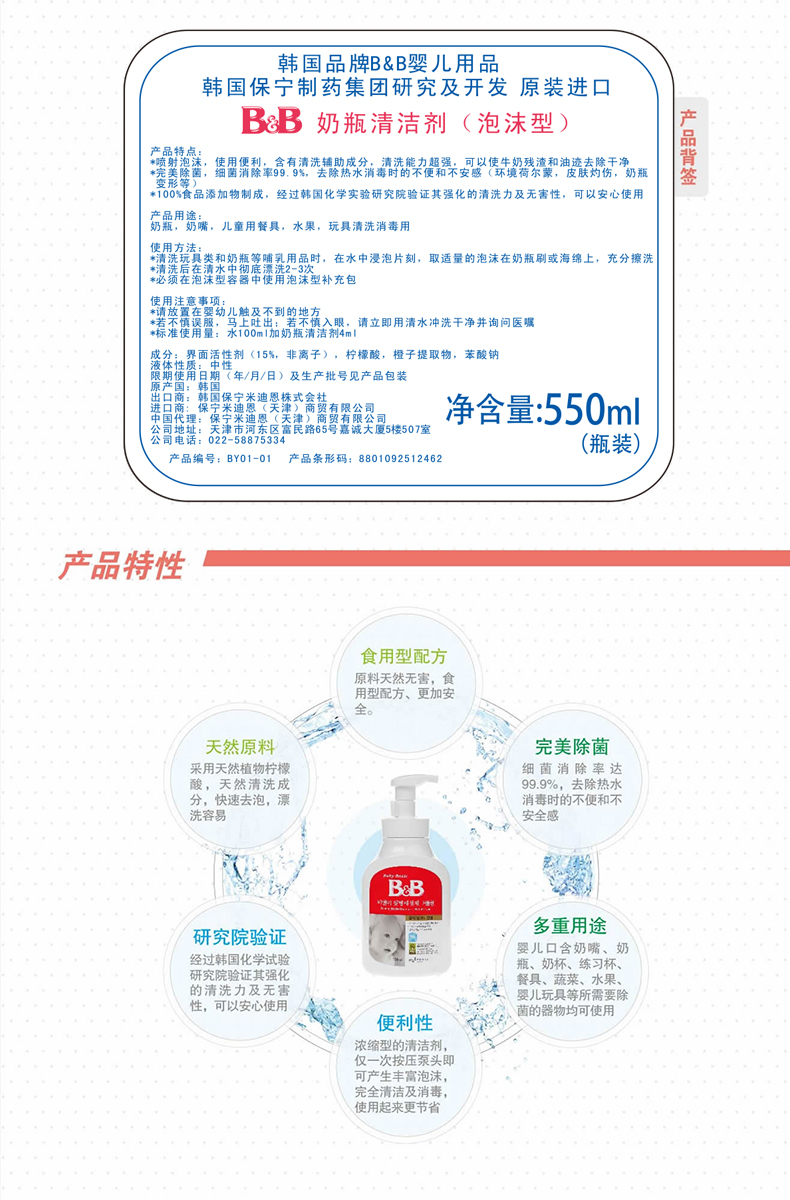 韩国品牌B&B婴儿用品
韩国保宁制药集团研究及开发 原装进口
B&B 奶瓶清洁剂（泡沫型）
产品背签
产品特点：
*喷射泡沫，使用便利，含有清洗辅助成分，清洗能力超强，可以使牛奶残渣和油迹去除干净
*完美除菌，细菌消除率99.9%，去除热水消毒时的不便和不安感（环境荷尔蒙，皮肤灼伤，奶瓶
变形等）
*100%食品添加物制成，经过韩国化学实验研究院验证其强化的清洗力及无害性，可以安心使用
产品用途：
奶瓶，奶嘴，儿童用餐具，水果，玩具清洗消毒用
使用方法：
*清洗玩具类和奶瓶等哺乳用品时，在水中浸泡片刻，取适量的泡沫在奶瓶刷或海绵上，充分擦洗
*清洗后在清水中彻底漂洗2-3次
*必须在泡沫型容器中使用泡沫型补充包
使用注意事项：
*请放置在婴幼儿触及不到的地方
*若不慎误服，马上吐出；若不慎入眼，请立即用清水冲洗干净并询问医嘱
*标准使用量：水100ml加奶瓶清洁剂4ml
成分：界面活性剂（15%，非离子），柠檬酸，橙子提取物，苯酸钠
液体性质：中性
限期使用日期（年/月/日）及生产批号见产品包装
原产国：韩国
出口商：韩国保宁米迪恩株式会社
进口商：保宁米迪恩（天津）商贸有限公司
中国代理：保宁米迪恩（天津）商贸有限公司
公司地址：天津市河东区富民路65号嘉诚大厦5楼507室
公司电话：022-58875334
净含量:550ml
(瓶装)
产品编号：BY01-01 产品条形码：8801092512462
产品特性
食用型配方
原料天然无害，食
用型配方、更加安
全。
天然原料
采用天然植物柠檬
酸，天然清洗成
分，快速去泡，漂
洗容易
完美除菌
细菌消除率达
99.9%，去除热水
消毒时的不便和不
安全感
B&B
研究院验证
经过韩国化学试验
研究院验证其强化
的清洗力及无害
性，可以安心使用
多重用途
婴儿口含奶嘴、奶
瓶、奶杯、练习杯、
餐具、蔬菜、水果、
婴儿玩具等所需要除
菌的器物均可使用
便利性
浓缩型的清洁剂，
仅一次按压泵头即
可产生丰富泡沫，
完全清洁及消毒，
使用起来更节省